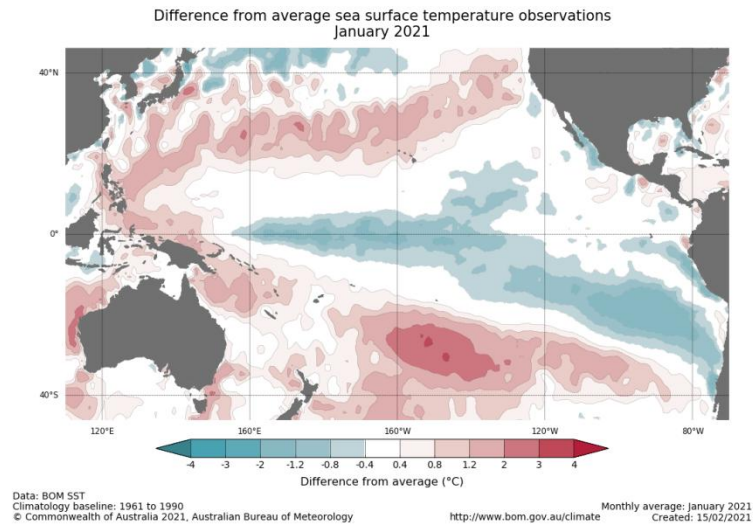 Difference from average sea surface temperature observations
January 2021
40°N
0°
40°S
120°E
160°E
160°W
120°W
80°W
-4
-3
-2
-1.2
-0.8
-0.4
0.4
0.8
1.2
2
3
4
Difference from average (°C)
Data: BOM SST
Climatology baseline: 1961 to 1990
© Commonwealth of Australia 2021, Australian Bureau of Meteorology
http://www.bom.gov.au/climate
Monthly average: January 2021
Created: 15/02/2021